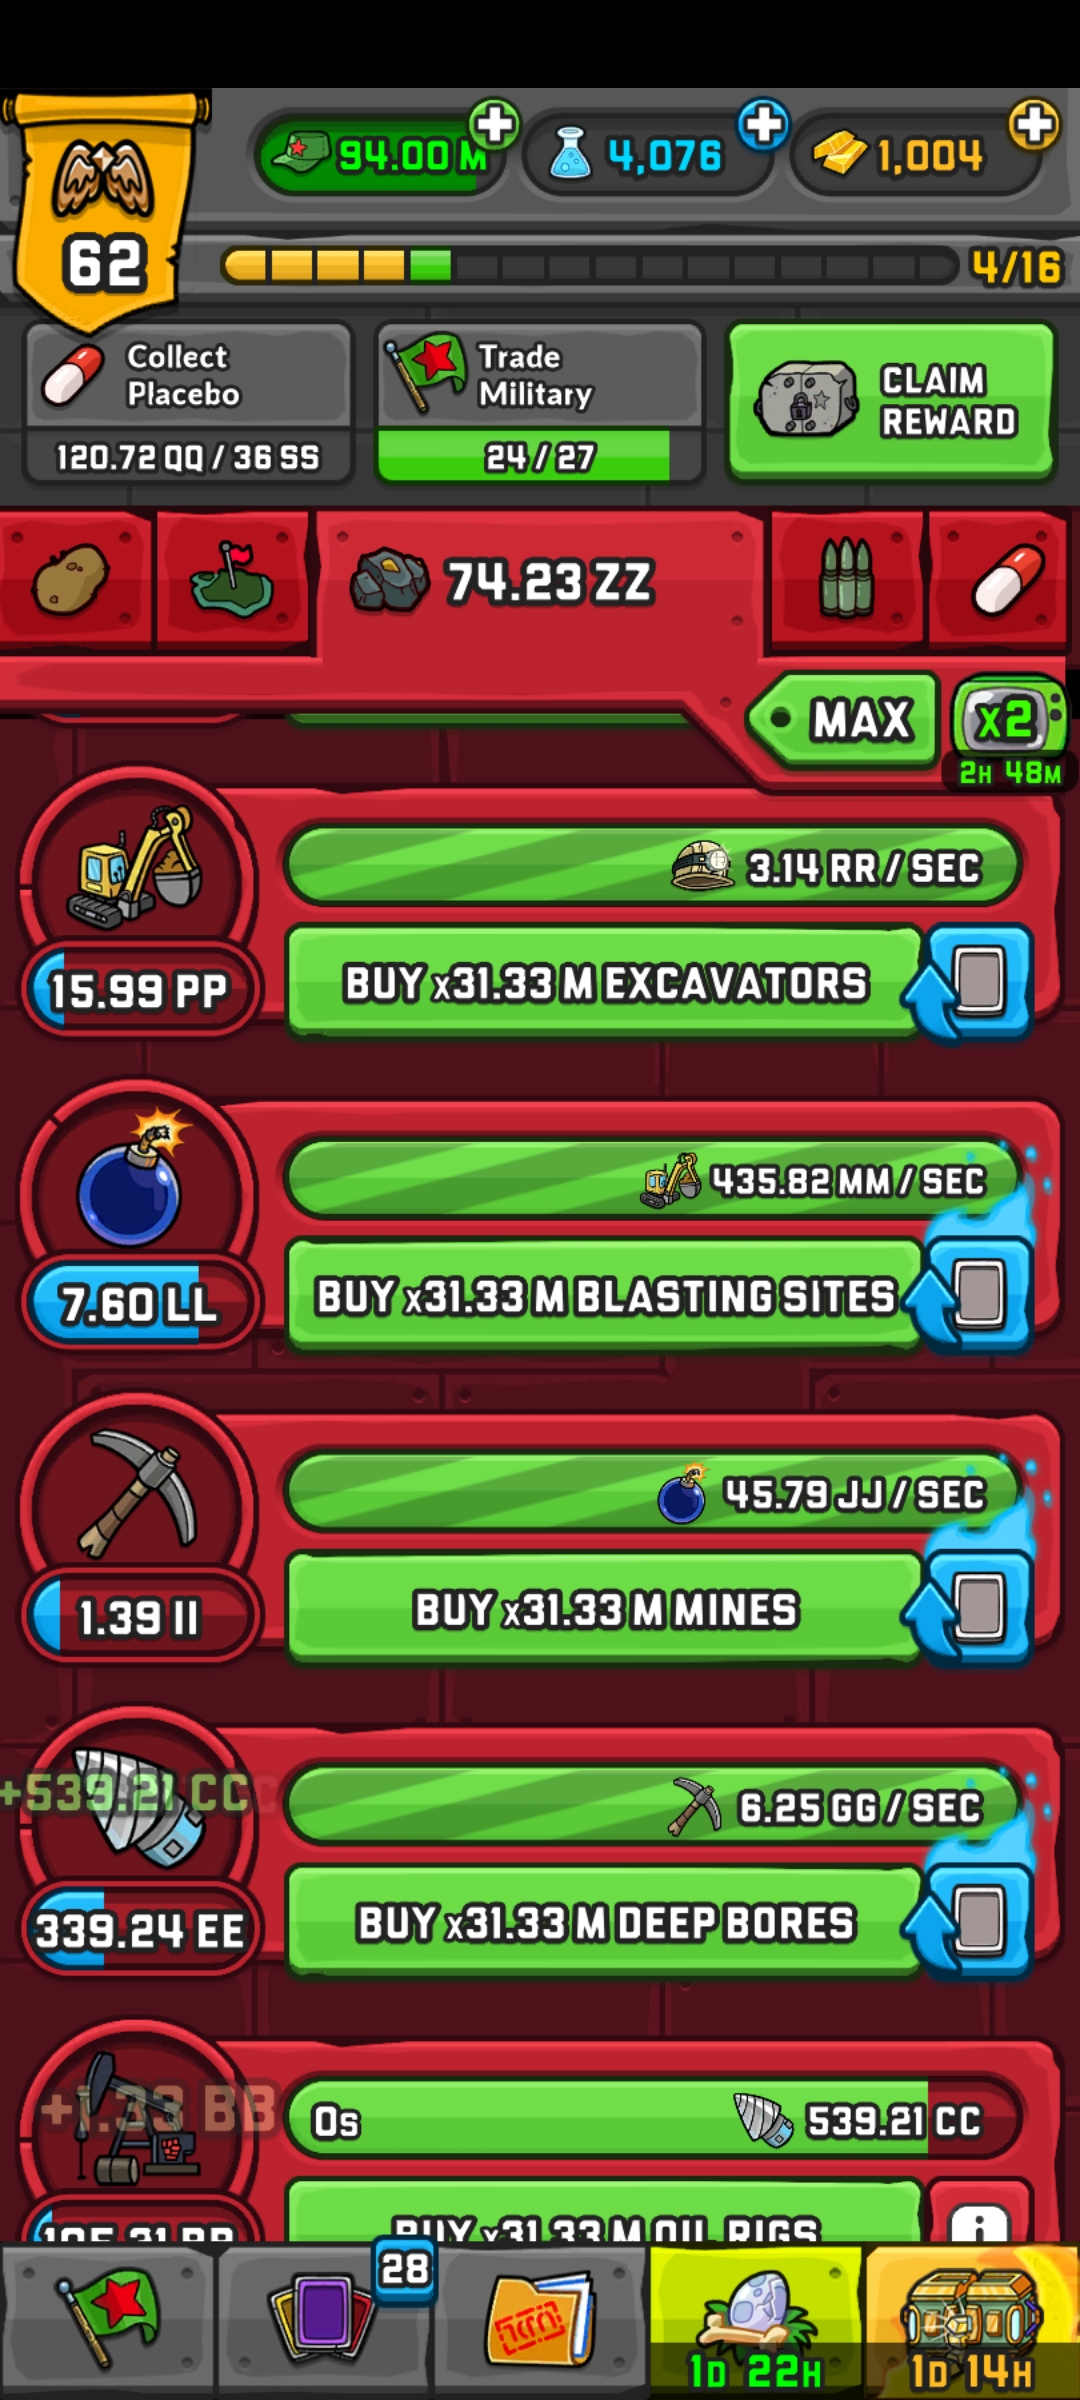 94.00 M
4,076
1,004
62
4/16
Collect
Placebo
120.72 QQ / 36 SS
Trade
Military
24 / 27
CLAIM
REWARD
74.23 ZZ
MAX
x2
2H 48M
3.14 RR / SEC
15.99 PP
BUY x31.33 M EXCAVATORS
435.82 MM / SEC
7.60 LL
BUY x31.33 M BLASTING SITES
45.79 JJ / SEC
1.39 II
BUY x31.33 M MINES
+539.21 CC
6.25 GG / SEC
339.24 EE
BUY x31.33 M DEEP BORES
+1.33 BB
0s
539.21 CC
BUY x31.33 M OIL RIGS
28
1D 22H
1D 14H